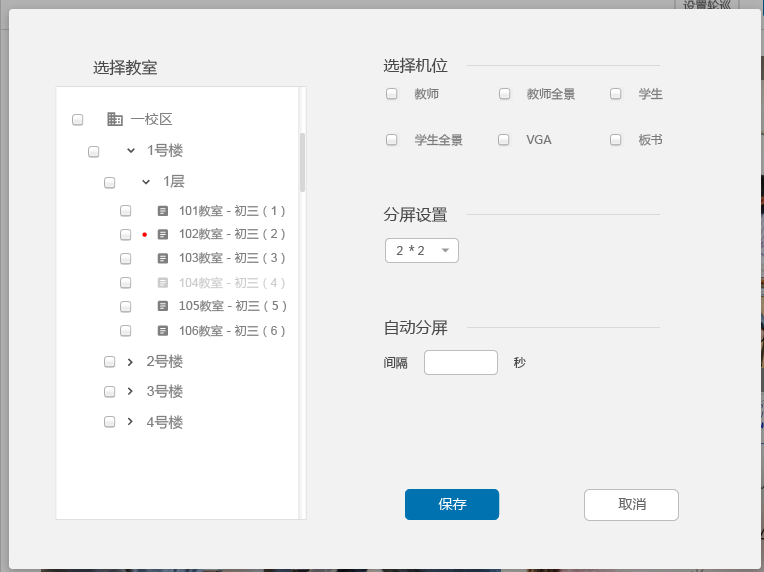 设置轮巡
选择教室
一校区
1号楼
1层
101教室 - 初三（1）
102教室 - 初三（2）
103教室 - 初三（3）
104教室 - 初三（4）
105教室 - 初三（5）
106教室 - 初三（6）
2号楼
3号楼
4号楼
选择机位
教师 教师全景 学生
学生全景 VGA 板书
分屏设置
2 *2
自动分屏
间隔 秒
保存 取消